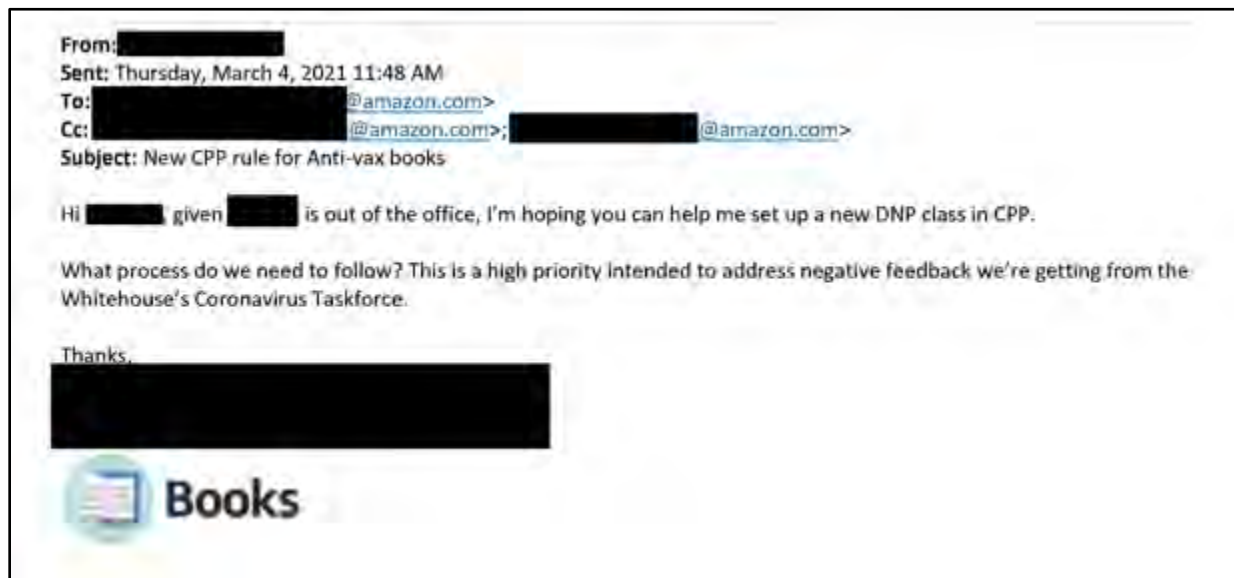 From:
Sent: Thursday, March 4, 2021 11:48 AM
To: @amazon.com>
Cc: @amazon.com>; @amazon.com>
Subject: New CPP rule for Anti-vax books
Hi , given is out of the office, I'm hoping you can help me set up a new DNP class in CPP.
What process do we need to follow? This is a high priority intended to address negative feedback we're getting from the
Whitehouse's Coronavirus Taskforce.
Thanks,
Books